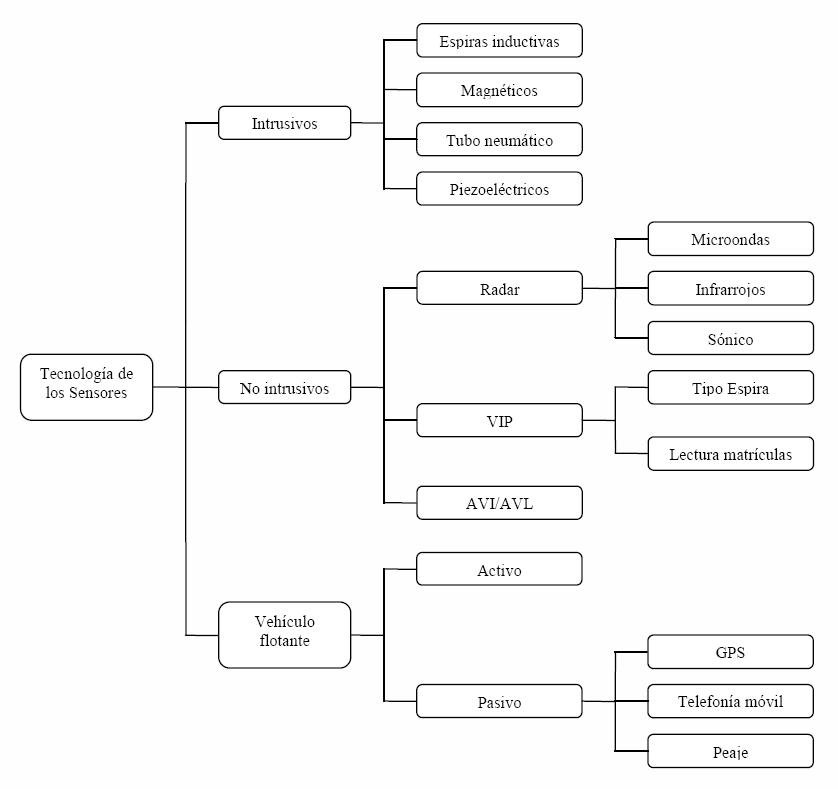 Tecnología de
los Sensores
Intrusivos
Espiras inductivas
Magnéticos
Tubo neumático
Piezoeléctricos
No intrusivos
Radar
Microondas
Infrarrojos
Sónico
VIP
Tipo Espira
Lectura matrículas
AVI/AVL
Vehículo
flotante
Activo
Pasivo
GPS
Telefonía móvil
Peaje